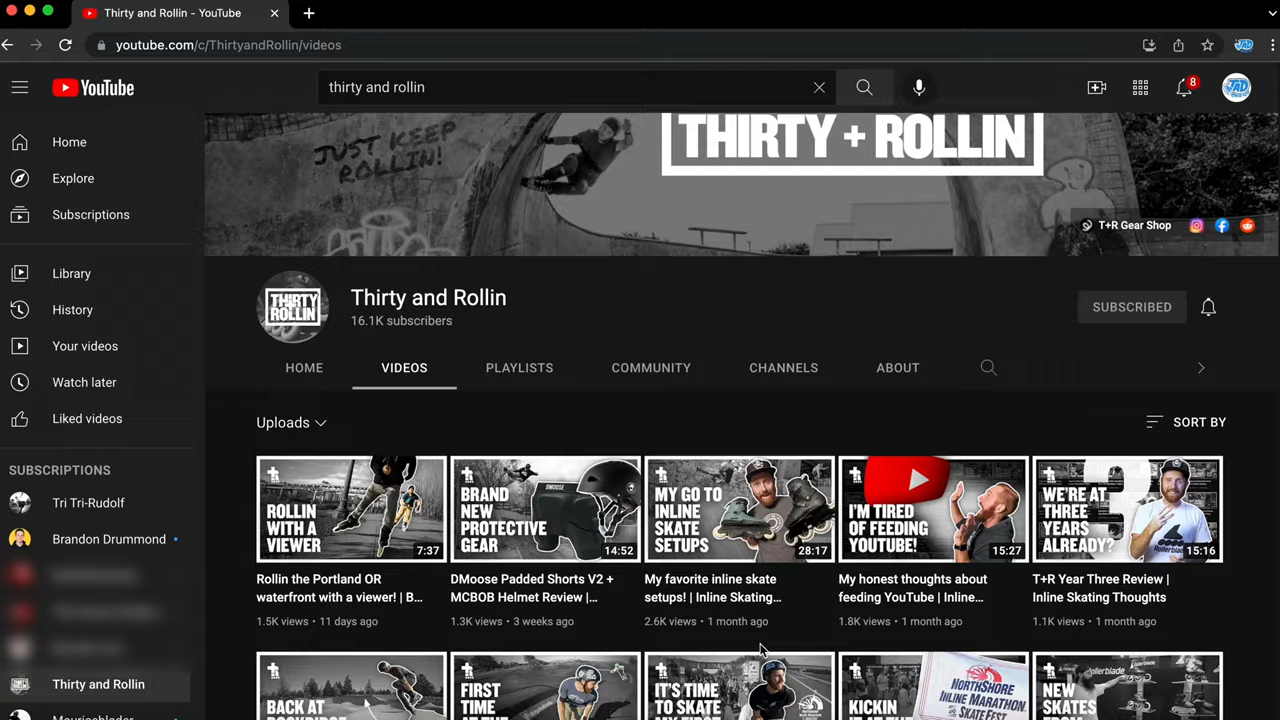 Thirty and Rollin - YouTube
youtube.com/c/ThirtyandRollin/videos
YouTube
thirty and rollin
8
TAD
Home
Explore
Subscriptions
Library
History
Your videos
Watch later
Liked videos
SUBSCRIPTIONS
Tri Tri-Rudolf
Brandon Drummond
Thirty and Rollin
JUST KEEP
ROLLIN!
THIRTY + ROLLIN
T+R Gear Shop
THIRTY
ROLLIN
Thirty and Rollin
16.1K subscribers
SUBSCRIBED
HOME
VIDEOS
PLAYLISTS
COMMUNITY
CHANNELS
ABOUT
Uploads
SORT BY
ROLLIN
WITH A
VIEWER
7:37
Rollin the Portland OR
waterfront with a viewer! | B...
1.5K views • 11 days ago
BRAND
NEW
PROTECTIVE
GEAR
DMOOSE
14:52
DMoose Padded Shorts V2 +
MCBOB Helmet Review |...
1.3K views • 3 weeks ago
MY GO TO
INLINE
SKATE
SETUPS
28:17
My favorite inline skate
setups! | Inline Skating...
2.6K views • 1 month ago
I'M TIRED
OF FEEDING
YOUTUBE!
15:27
My honest thoughts about
feeding YouTube | Inline...
1.8K views • 1 month ago
WE'RE AT
THREE
YEARS
ALREADY?
3
Rollerblade
15:16
T+R Year Three Review |
Inline Skating Thoughts
1.1K views • 1 month ago
BACK AT
FIRST
TIME
AT THE
IT'S TIME
TO SKATE
MY FIRST
KICKIN
IT AT THE
NORTHSHORE
INLINE MARATHON
SKATE FEST
NEW
SKATES
FROM
Rollerblade